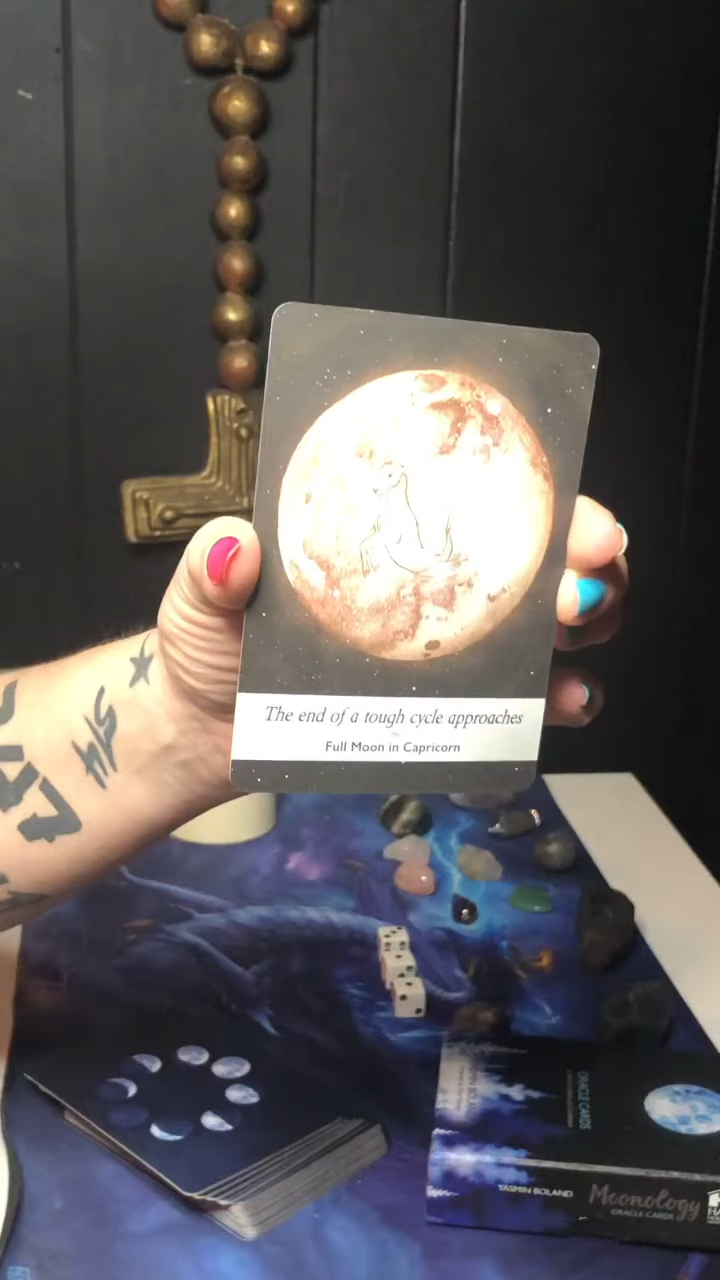 The end of a tough cycle approaches
Full Moon in Capricorn
ORACLE CARDS
YASMIN BOLAND
Moonology
ORACLE CARDS